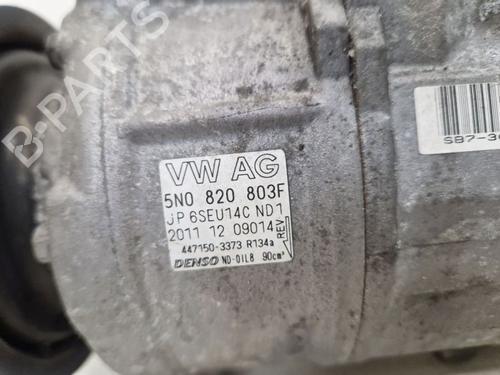 B-PARTS
VW AG
5N0 820 803F
JP 6SEU14C ND1
2011 12 09014
REV
447150-3373 R134a
DENSO ND-OIL8 90cm³